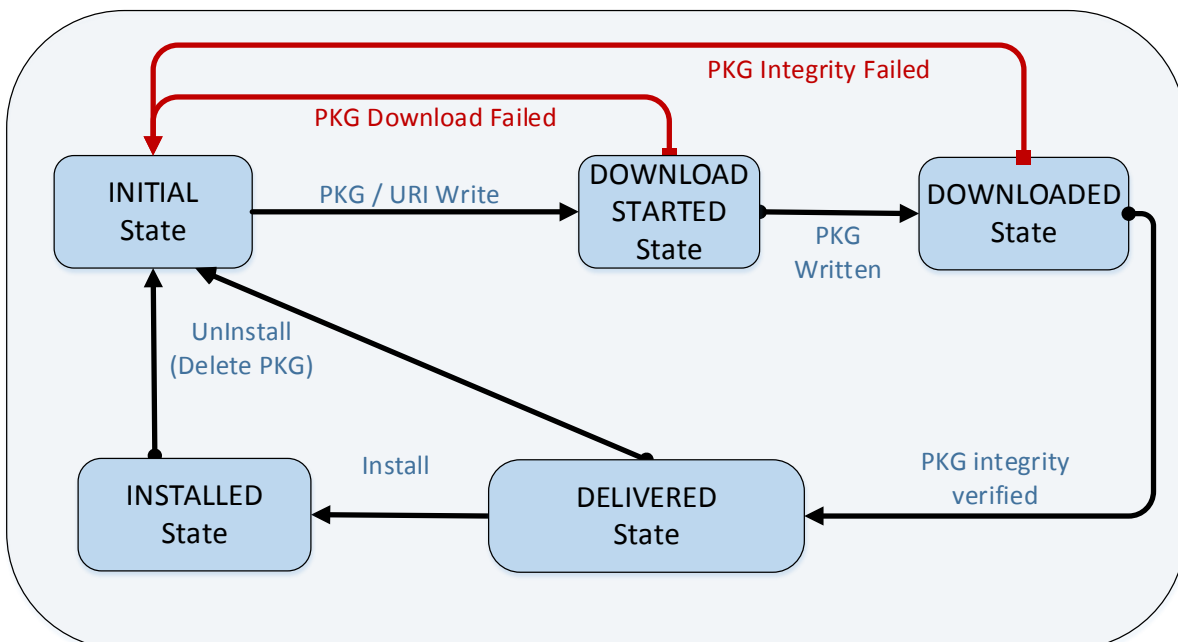 PKG Integrity Failed
PKG Download Failed
INITIAL
State
PKG / URI Write
DOWNLOAD
STARTED
State
PKG
Written
DOWNLOADED
State
UnInstall
(Delete PKG)
INSTALLED
State
Install
DELIVERED
State
PKG integrity
verified